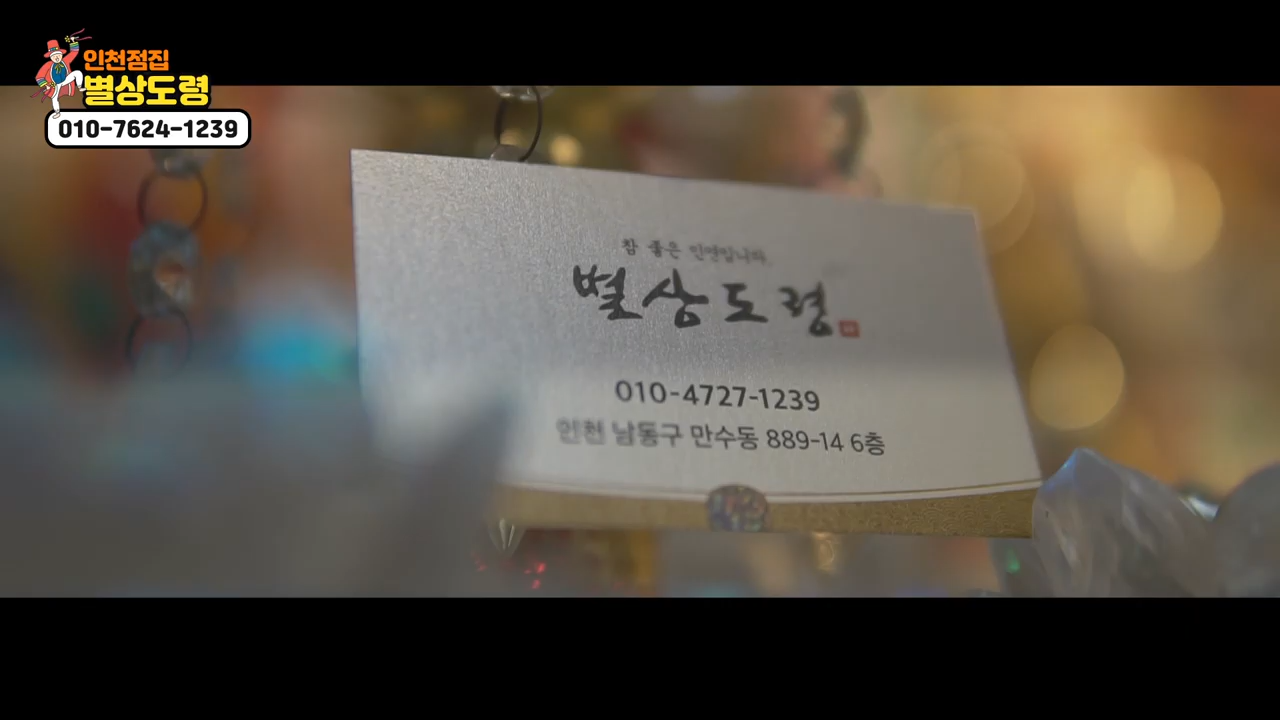 인천점집
별상도령
010-7624-1239
참 좋은 인연입니다
별상도령
010-4727-1239
인천 남동구 만수동 889-14 6층